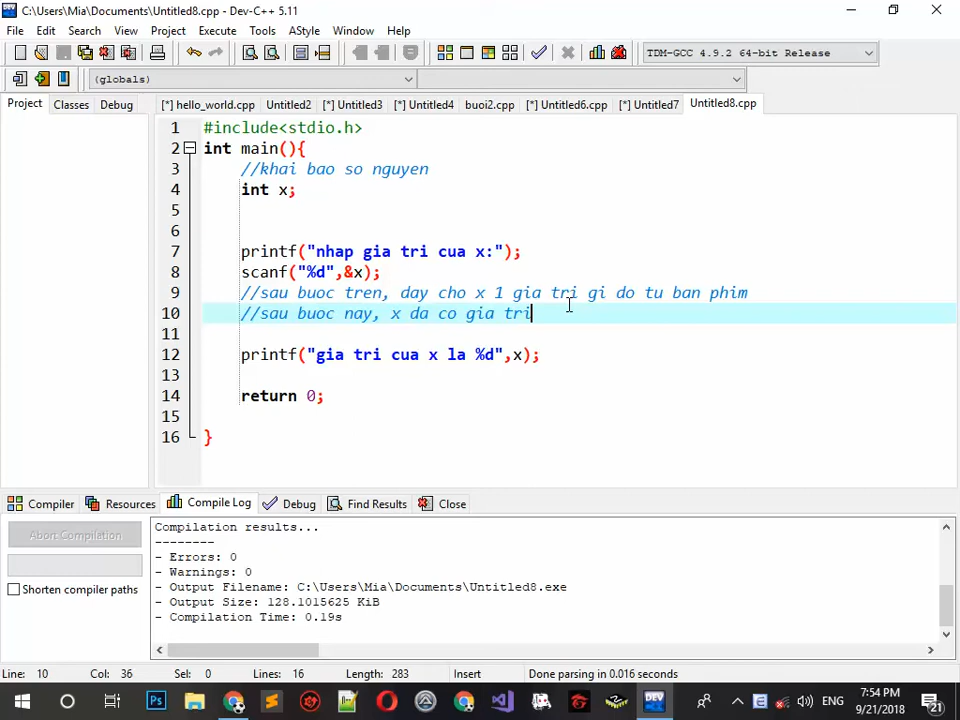 C:\Users\Mia\Documents\Untitled8.cpp - Dev-C++ 5.11
File Edit Search View Project Execute Tools AStyle Window Help
TDM-GCC 4.9.2 64-bit Release
(globals)
Project Classes Debug
[*] hello_world.cpp Untitled2 [*] Untitled3 [*] Untitled4 buoi2.cpp [*] Untitled6.cpp [*] Untitled7 Untitled8.cpp
1 #include<stdio.h>
2 int main(){
3 //khai bao so nguyen
4 int x;
5
6
7 printf("nhap gia tri cua x:");
8 scanf("%d",&x);
9 //sau buoc tren, day cho x 1 gia tri gi do tu ban phim
10 //sau buoc nay, x da co gia tri
11
12 printf("gia tri cua x la %d",x);
13
14 return 0;
15
16 }
Compiler Resources Compile Log Debug Find Results Close
Abort Compilation
Shorten compiler paths
Compilation results...
--------
- Errors: 0
- Warnings: 0
- Output Filename: C:\Users\Mia\Documents\Untitled8.exe
- Output Size: 128.1015625 KiB
- Compilation Time: 0.19s
Line: 10 Col: 36 Sel: 0 Lines: 16 Length: 283 Insert Done parsing in 0.016 seconds
Ps
DEV
ENG
7:54 PM
9/21/2018
21